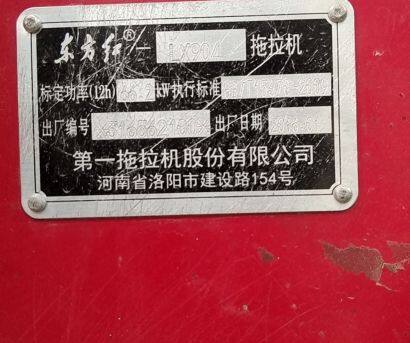 东方红®— LX904 拖拉机
标定功率(12h) kW执行标准
出厂编号 出厂日期
第一拖拉机股份有限公司
河南省洛阳市建设路154号